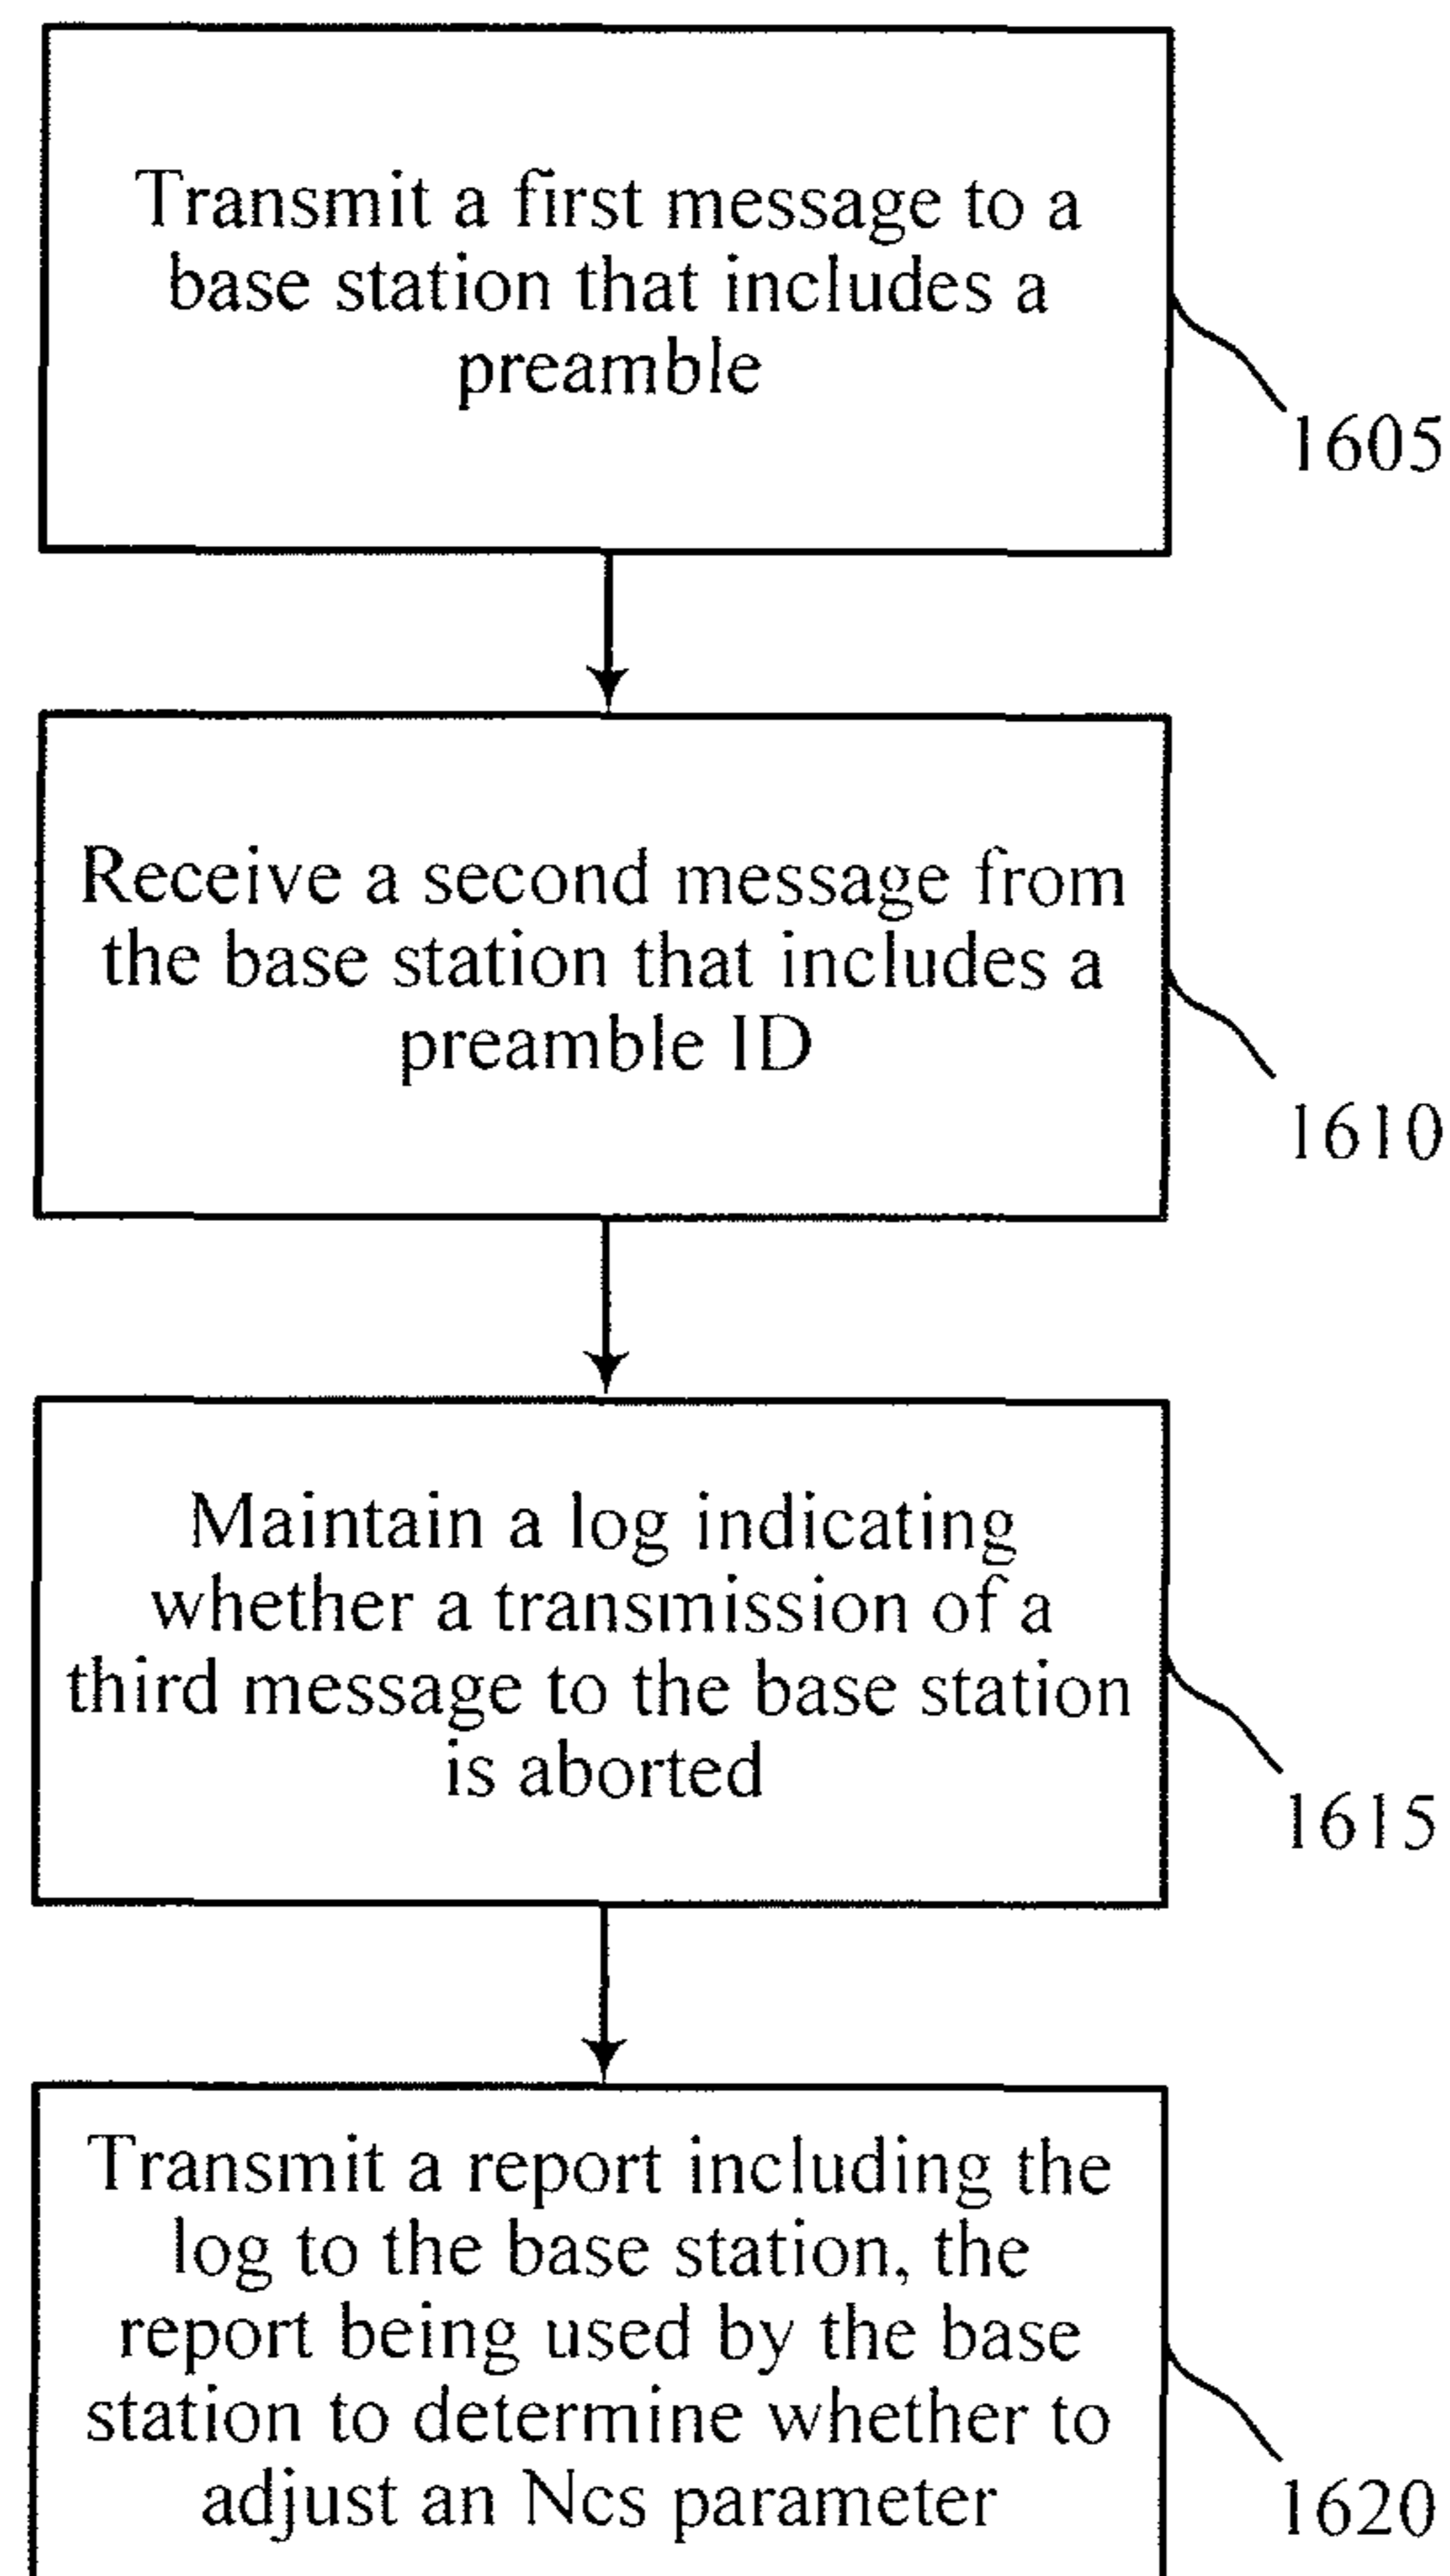 Transmit a first message to a
base station that includes a
preamble
1605
Receive a second message from
the base station that includes a
preamble ID
1610
Maintain a log indicating
whether a transmission of a
third message to the base station
is aborted
1615
Transmit a report including the
log to the base station, the
report being used by the base
station to determine whether to
adjust an Ncs parameter
1620